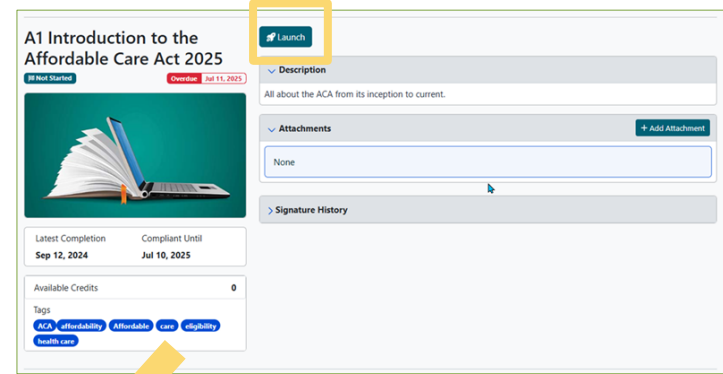 A1 Introduction to the
Affordable Care Act 2025
Not Started
Overdue Jul 11, 2025
Latest Completion Compliant Until
Sep 12, 2024 Jul 10, 2025
Available Credits 0
Tags
ACA affordability Affordable care eligibility
health care
Launch
Description
All about the ACA from its inception to current.
Attachments
+ Add Attachment
None
Signature History